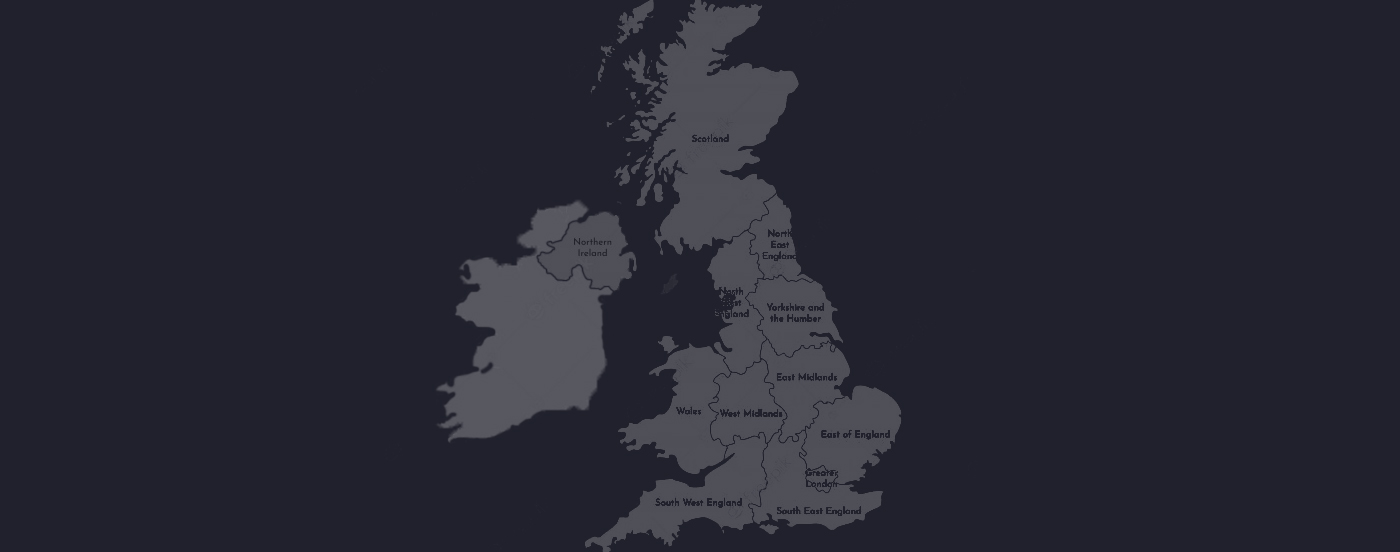 Scotland
Northern
Ireland
North
East
England
North
West
England
Yorkshire and
the Humber
East Midlands
Wales
West Midlands
East of England
Greater
London
South West England
South East England